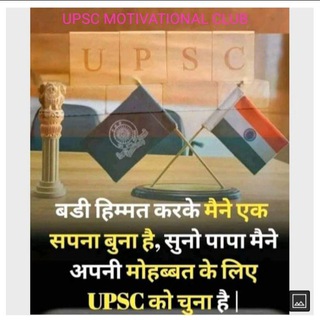 UPSC MOTIVATIONAL CLUB
U P S C
बडी हिम्मत करके मैने एक
सपना बुना है, सुनो पापा मैने
अपनी मोहब्बत के लिए
UPSC को चुना है |